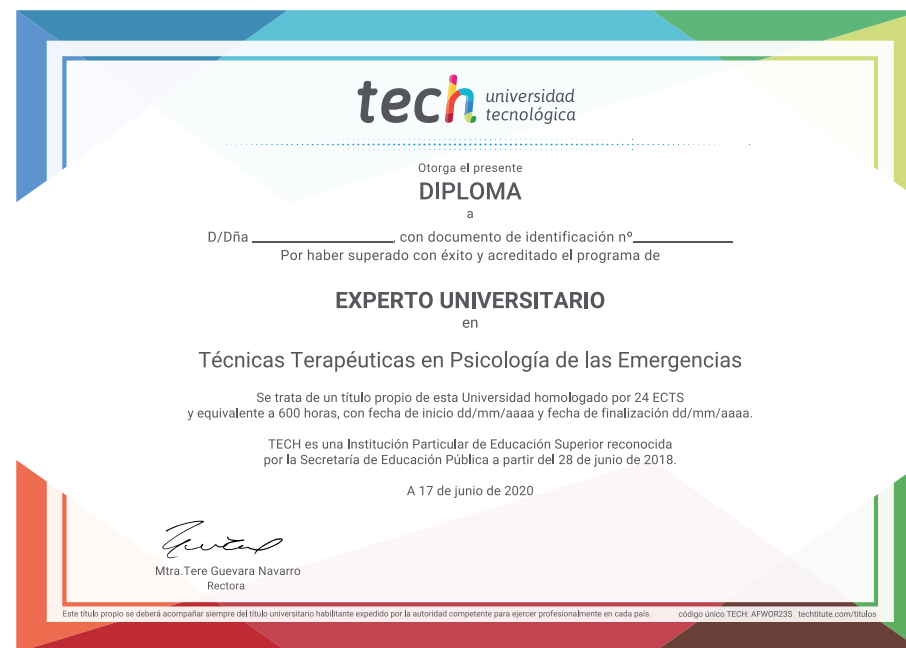 tech universidad
tecnológica
Otorga el presente
DIPLOMA
a
D/Dña ____________________, con documento de identificación nº______________
Por haber superado con éxito y acreditado el programa de
EXPERTO UNIVERSITARIO
en
Técnicas Terapéuticas en Psicología de las Emergencias
Se trata de un título propio de esta Universidad homologado por 24 ECTS
y equivalente a 600 horas, con fecha de inicio dd/mm/aaaa y fecha de finalización dd/mm/aaaa.
TECH es una Institución Particular de Educación Superior reconocida
por la Secretaría de Educación Pública a partir del 28 de junio de 2018.
A 17 de junio de 2020
Mtra.Tere Guevara Navarro
Rectora
Este título propio se deberá acompañar siempre del título universitario habilitante expedido por la autoridad competente para ejercer profesionalmente en cada país. código único TECH: AFWOR23S techtitute.com/titulos